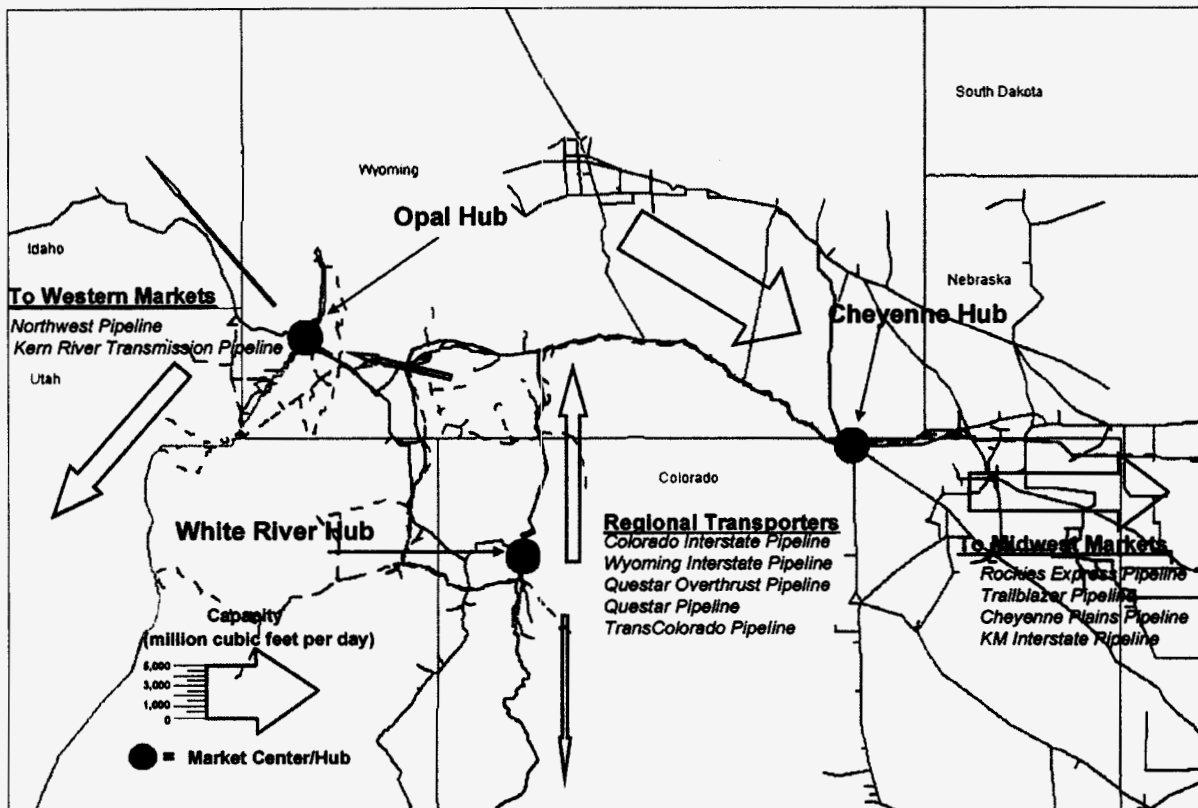 South Dakota
Wyoming
Opal Hub
Idaho
Nebraska
To Western Markets
Cheyenne Hub
Northwest Pipeline
Kern River Transmission Pipeline
Utah
Colorado
White River Hub
Regional Transporters
Colorado Interstate Pipeline
Wyoming Interstate Pipeline
Questar Overthrust Pipeline
Questar Pipeline
TransColorado Pipeline
To Midwest Markets
Rockies Express Pipeline
Trailblazer Pipeline
Cheyenne Plains Pipeline
KM Interstate Pipeline
Capacity
(million cubic feet per day)
5,000
3,000
1,000
0
= Market Center/Hub